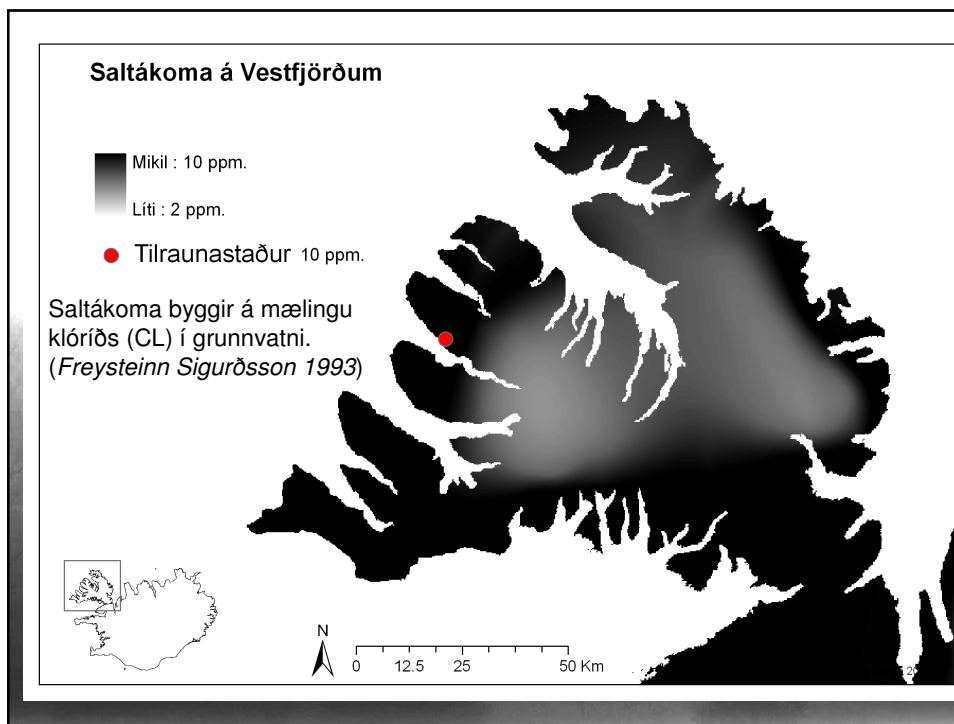 Saltákoma á Vestfjörðum
Mikil : 10 ppm.
Líti : 2 ppm.
Tilraunastaður 10 ppm.
Saltákoma byggir á mælingu
klóríðs (CL) í grunnvatni.
(Freysteinn Sigurðsson 1993)
N
0 12.5 25 50 Km